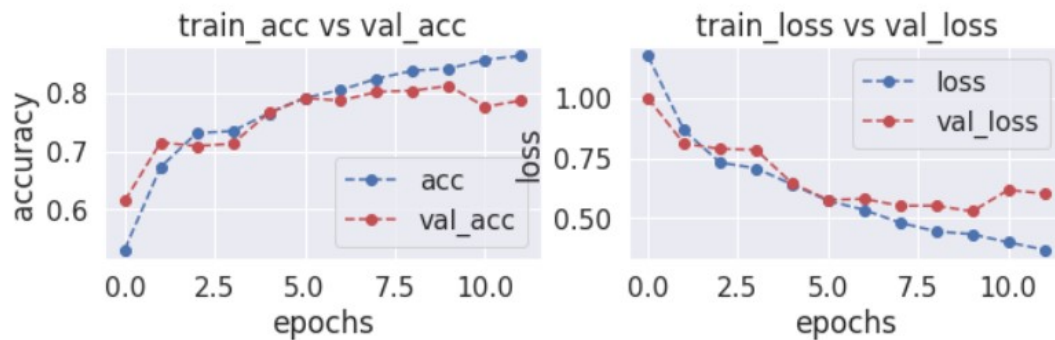 train_acc vs val_acc
accuracy
0.8
0.7
0.6
acc
val_acc
0.0 2.5 5.0 7.5 10.0
epochs
train_loss vs val_loss
loss
1.00
0.75
0.50
loss
val_loss
0.0 2.5 5.0 7.5 10.0
epochs